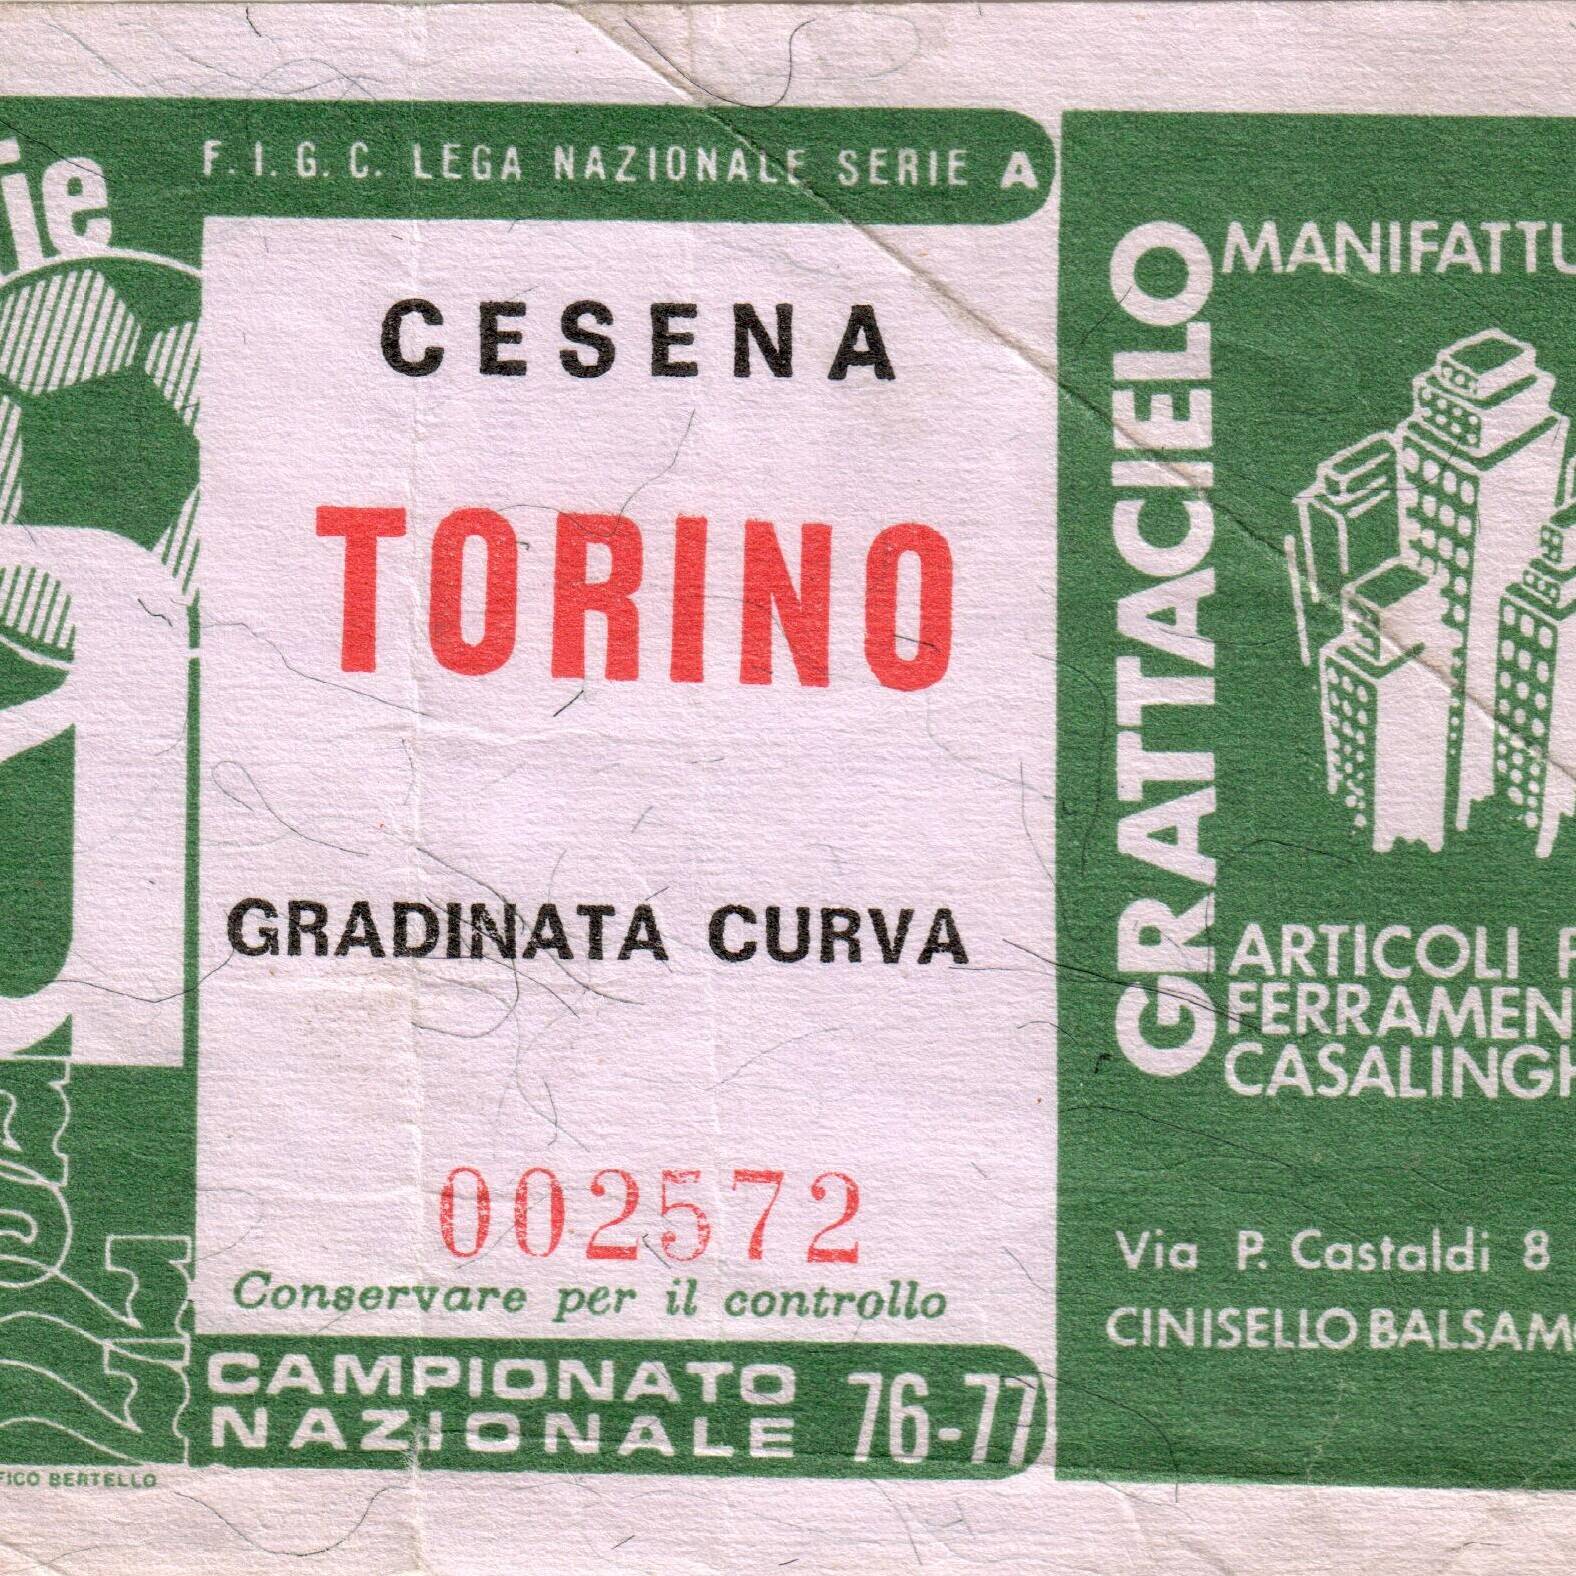 F.I.G.C. LEGA NAZIONALE SERIE A
CESENA
TORINO
GRADINATA CURVA
002572
Conservare per il controllo
CAMPIONATO
NAZIONALE 76-77
BERTELLO
GRATTACIELO
MANIFATTU
ARTICOLI P
FERRAMEN
CASALINGH
Via P. Castaldi 8
CINISELLO BALSAM